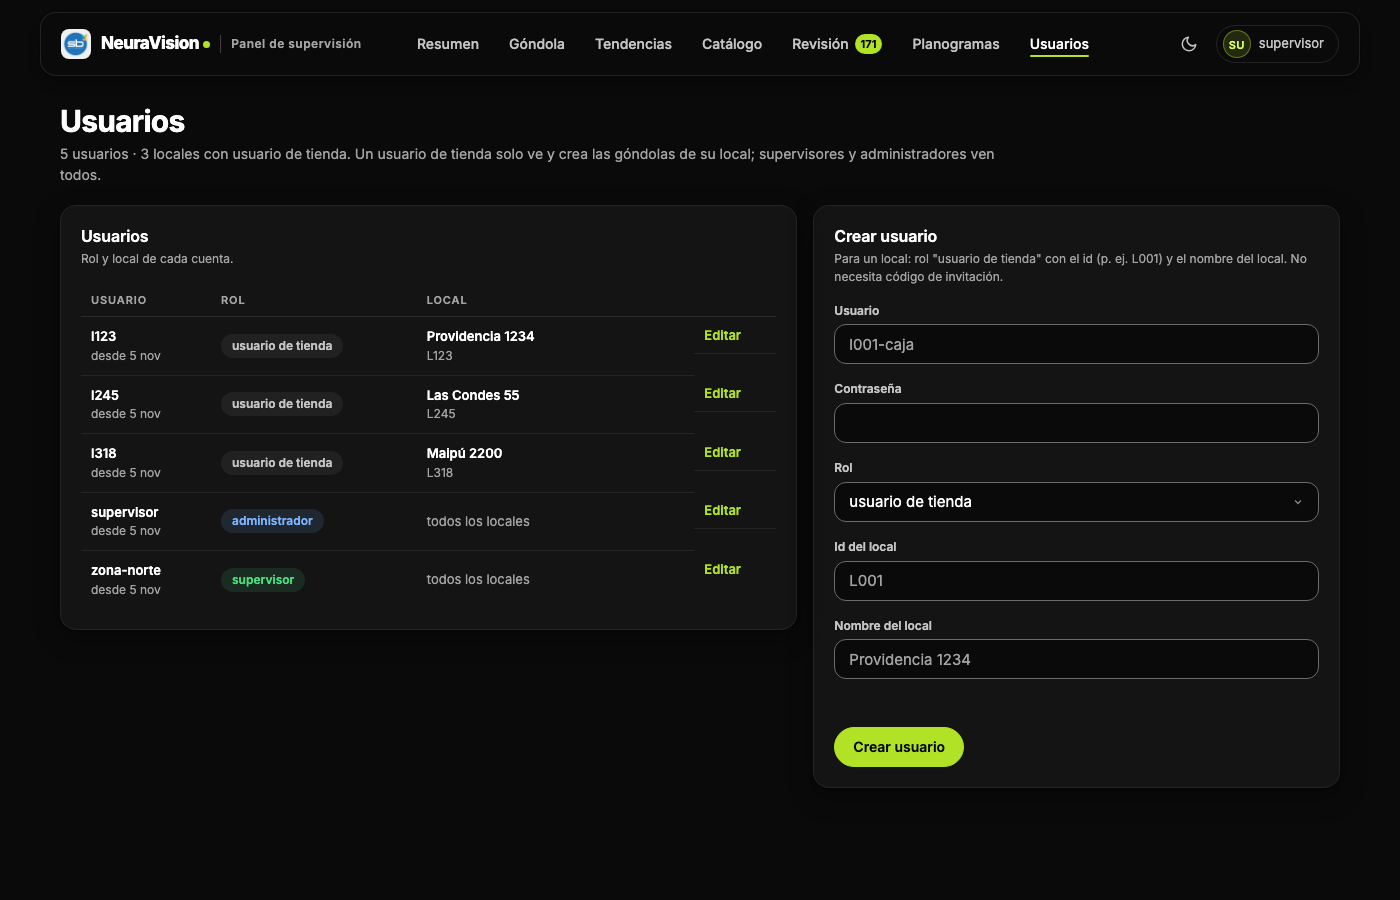 NeuraVision
Panel de supervisión
Resumen
Góndola
Tendencias
Catálogo
Revisión 171
Planogramas
Usuarios
SU supervisor
Usuarios
5 usuarios · 3 locales con usuario de tienda. Un usuario de tienda solo ve y crea las góndolas de su local; supervisores y administradores ven
todos.
Usuarios
Rol y local de cada cuenta.
USUARIO ROL LOCAL
l123 usuario de tienda Providencia 1234 Editar
desde 5 nov L123
l245 usuario de tienda Las Condes 55 Editar
desde 5 nov L245
l318 usuario de tienda Maipú 2200 Editar
desde 5 nov L318
supervisor administrador todos los locales Editar
desde 5 nov
zona-norte supervisor todos los locales Editar
desde 5 nov
Crear usuario
Para un local: rol "usuario de tienda" con el id (p. ej. L001) y el nombre del local. No
necesita código de invitación.
Usuario
l001-caja
Contraseña
Rol
usuario de tienda
Id del local
L001
Nombre del local
Providencia 1234
Crear usuario